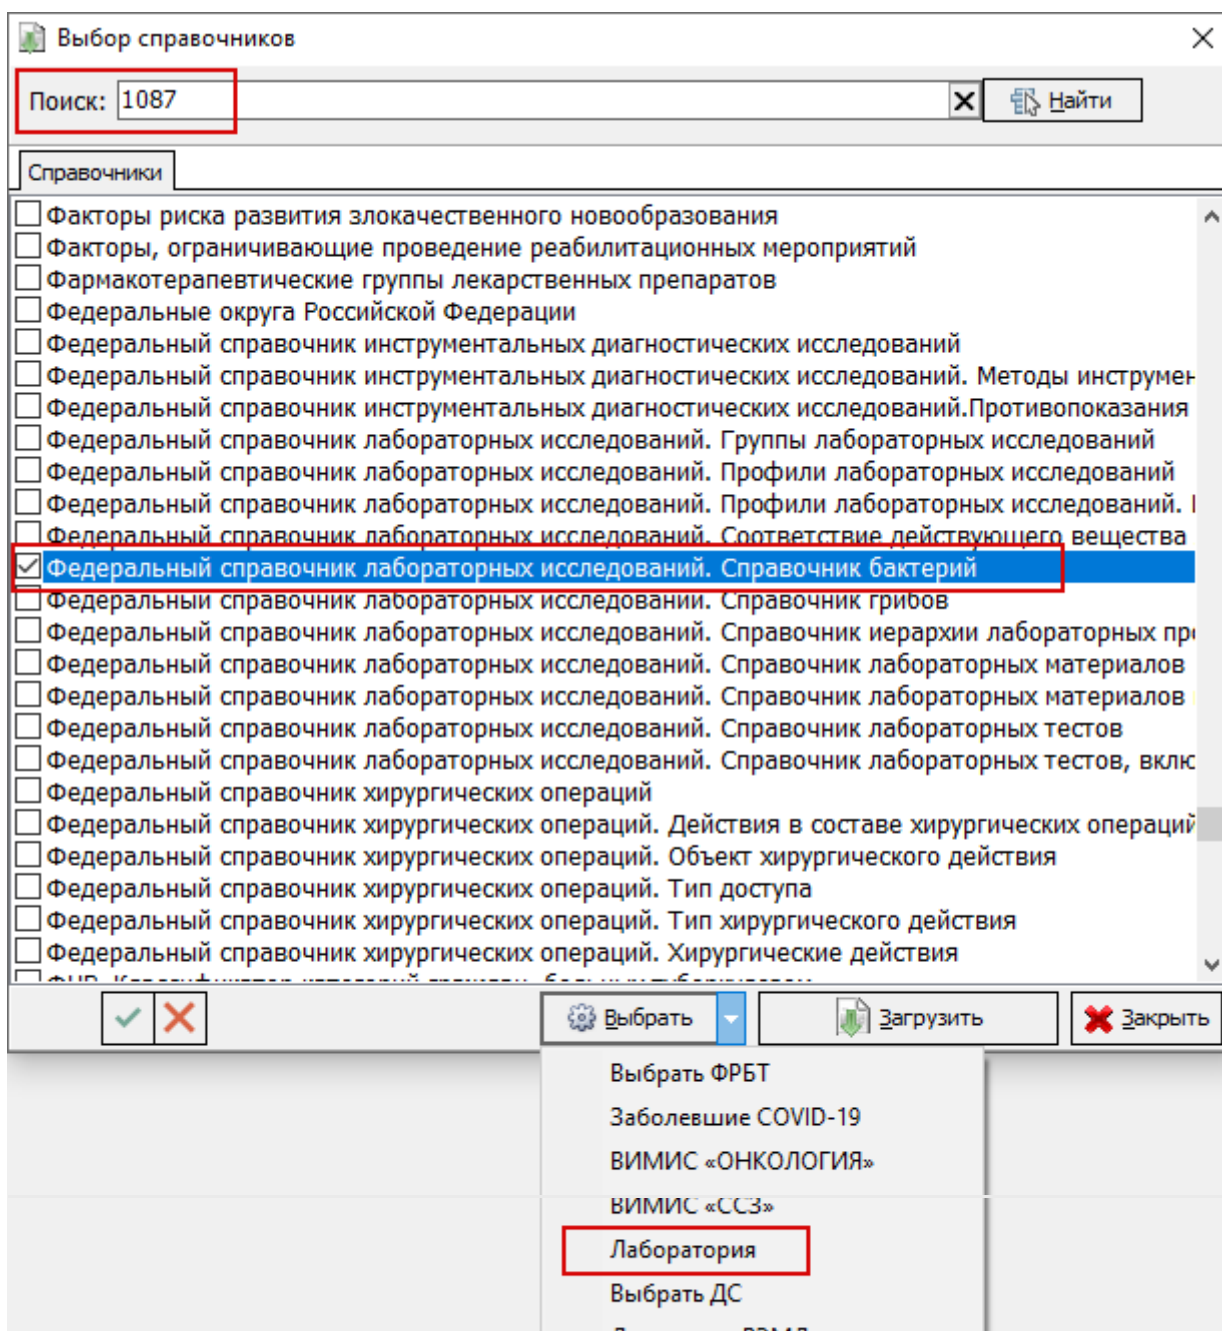 Выбор справочников
Поиск: 1087
Найти
Справочники
Факторы риска развития злокачественного новообразования
Факторы, ограничивающие проведение реабилитационных мероприятий
Фармакотерапевтические группы лекарственных препаратов
Федеральные округа Российской Федерации
Федеральный справочник инструментальных диагностических исследований
Федеральный справочник инструментальных диагностических исследований. Методы инструмен
Федеральный справочник инструментальных диагностических исследований.Противопоказания
Федеральный справочник лабораторных исследований. Группы лабораторных исследований
Федеральный справочник лабораторных исследований. Профили лабораторных исследований
Федеральный справочник лабораторных исследований. Профили лабораторных исследований.
Федеральный справочник лабораторных исследований. Соответствие действующего вещества
Федеральный справочник лабораторных исследований. Справочник бактерий
Федеральный справочник лабораторных исследований. Справочник грибов
Федеральный справочник лабораторных исследований. Справочник иерархии лабораторных
Федеральный справочник лабораторных исследований. Справочник лабораторных материалов
Федеральный справочник лабораторных исследований. Справочник лабораторных материалов
Федеральный справочник лабораторных исследований. Справочник лабораторных тестов
Федеральный справочник лабораторных исследований. Справочник лабораторных тестов, вклю
Федеральный справочник хирургических операций
Федеральный справочник хирургических операций. Действия в составе хирургических операций
Федеральный справочник хирургических операций. Объект хирургического действия
Федеральный справочник хирургических операций. Тип доступа
Федеральный справочник хирургических операций. Тип хирургического действия
Федеральный справочник хирургических операций. Хирургические действия
Выбрать Загрузить Закрыть
Выбрать ФРБТ
Заболевшие COVID-19
ВИМИС «ОНКОЛОГИЯ»
ВИМИС «ССЗ»
Лаборатория
Выбрать ДС